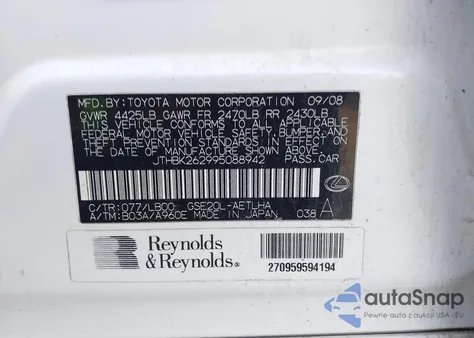 MFD.BY: TOYOTA MOTOR CORPORATION 09/08
GVWR 4425LB GAWR FR 2470LB RR 2430LB
THIS VEHICLE CONFORMS TO ALL APPLICABLE
FEDERAL MOTOR VEHICLE SAFETY, BUMPER, AND
THEFT PREVENTION STANDARDS IN EFFECT ON
THE DATE OF MANUFACTURE SHOWN ABOVE.
JTHBK262995088942 PASS.CAR
C/TR:077/LB00 GSE20L-AETLHA
A/TM:B03A/A960E MADE IN JAPAN 038 A
Reynolds
& Reynolds®
270959594194
autoSnap
Pewne auta z aukcji USA - EU